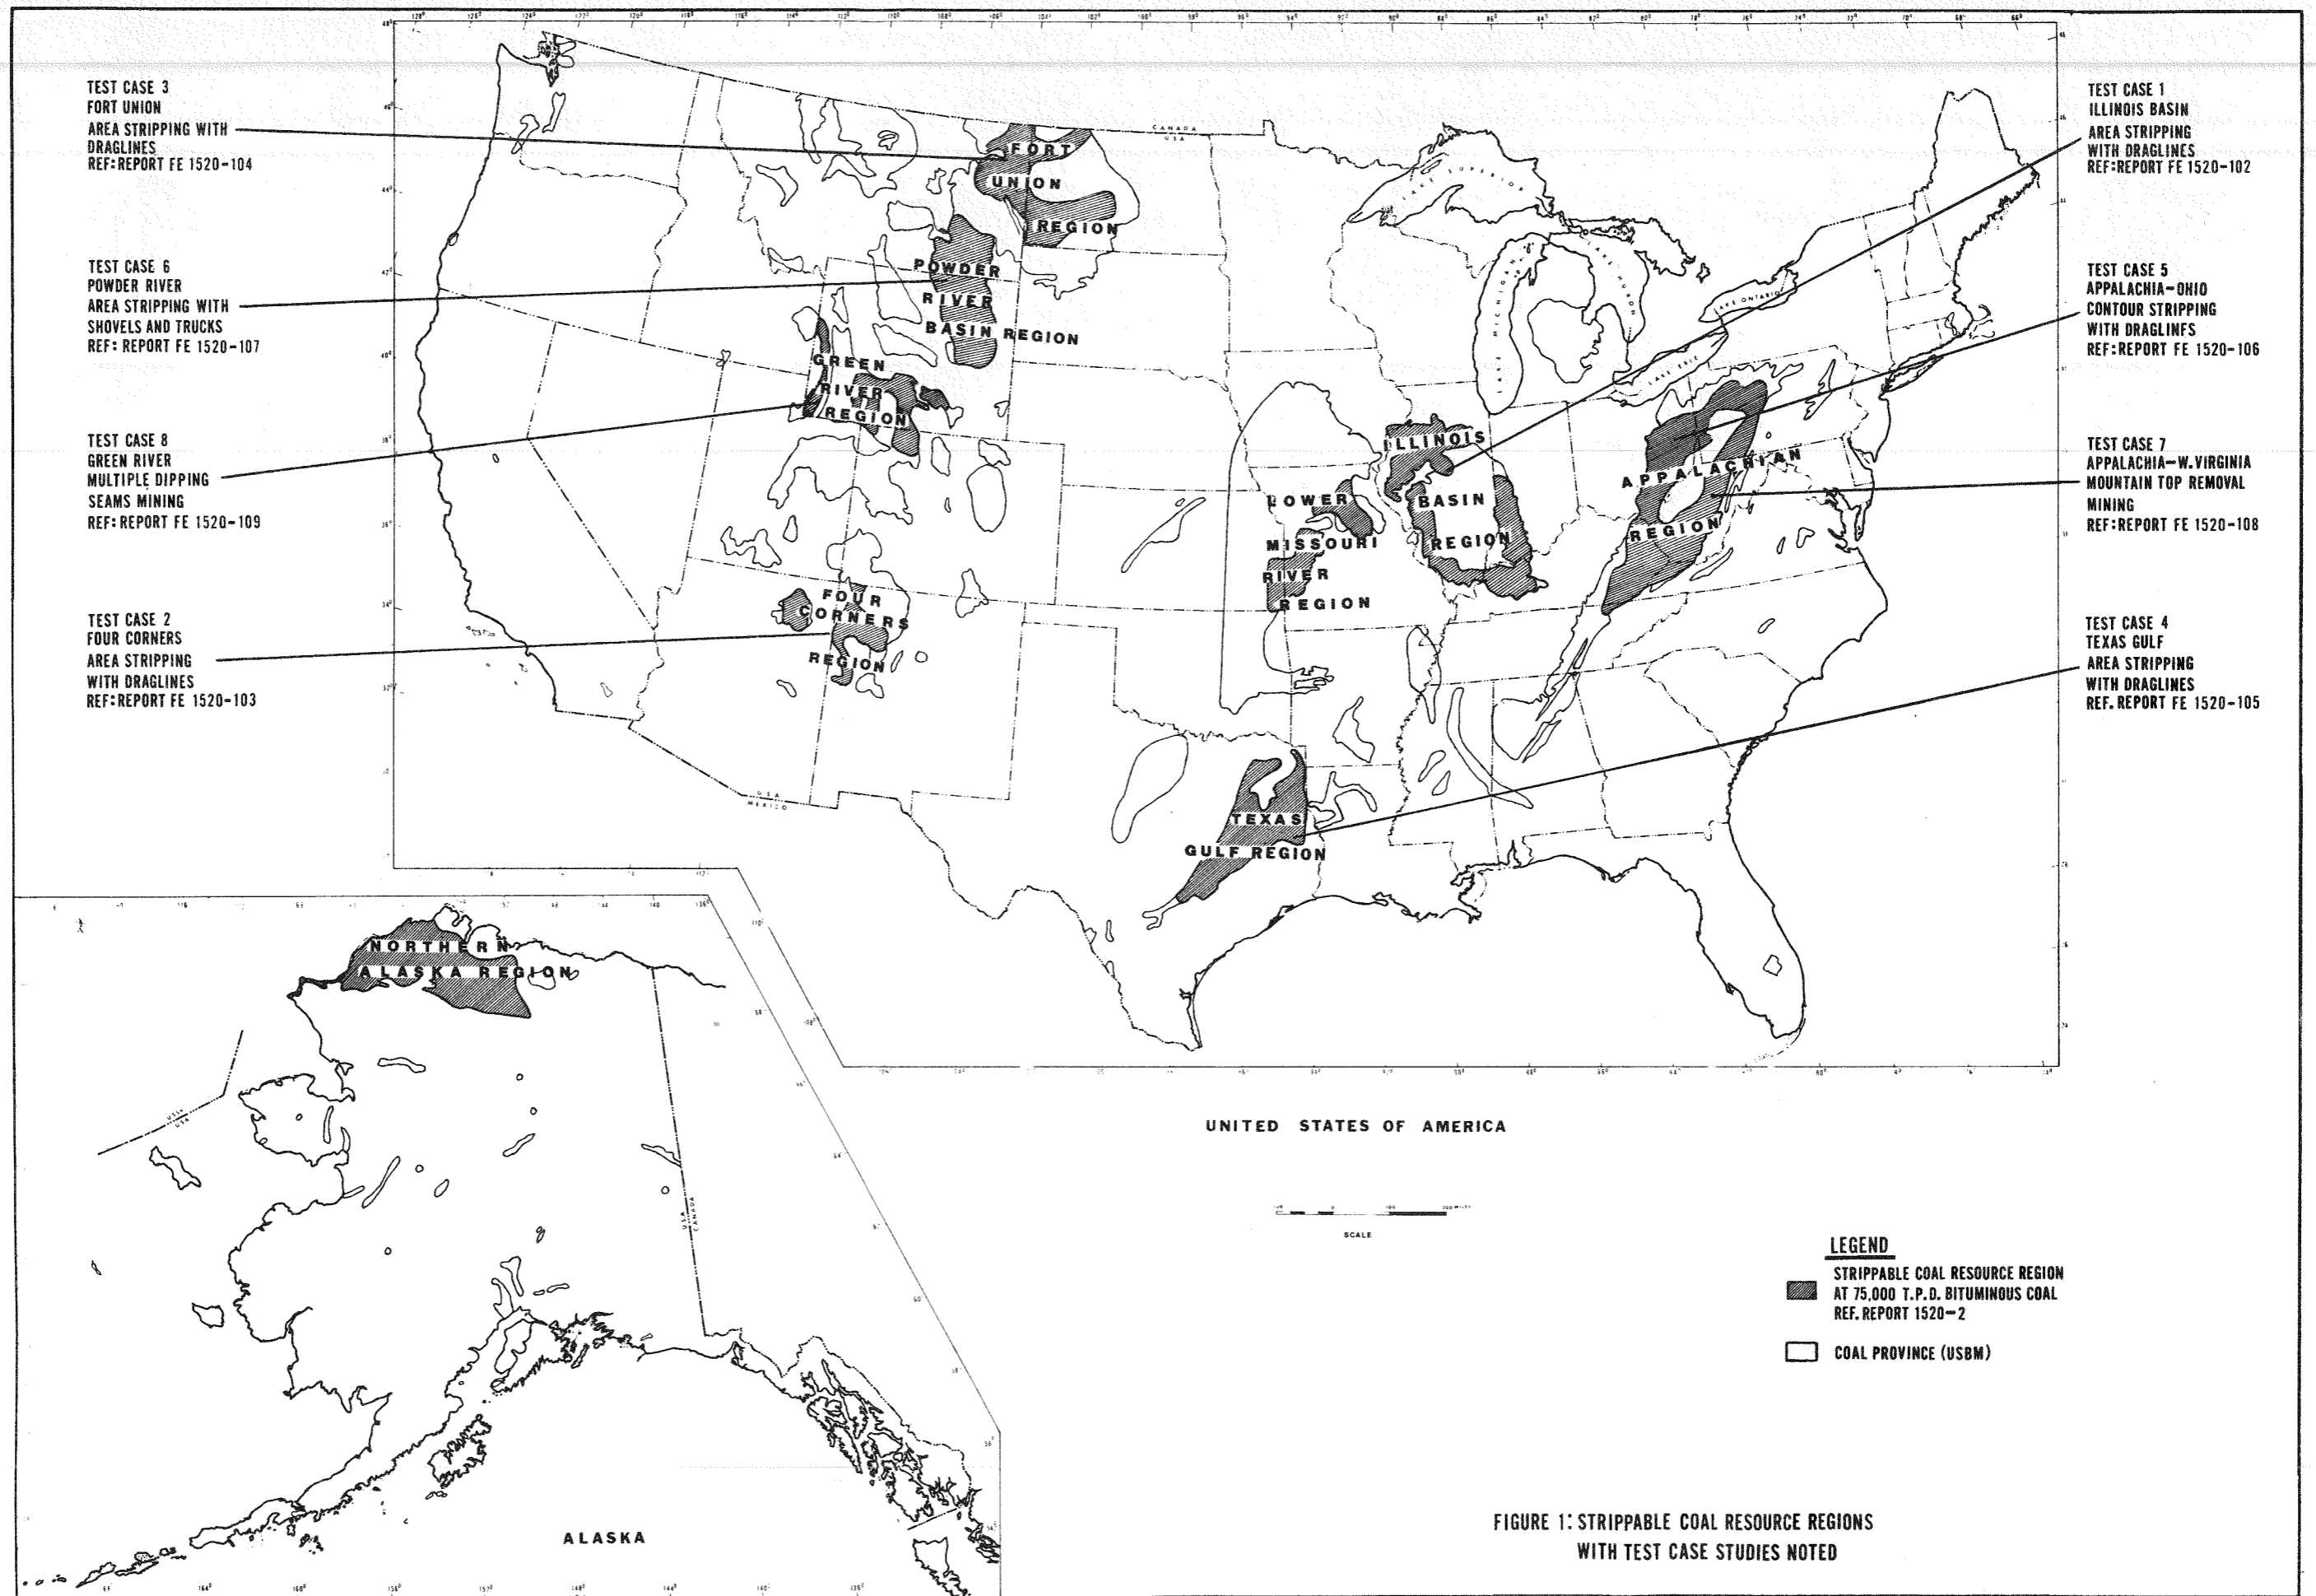 TEST CASE 3
FORT UNION
AREA STRIPPING WITH
DRAGLINES
REF:REPORT FE 1520-104
TEST CASE 6
POWDER RIVER
AREA STRIPPING WITH
SHOVELS AND TRUCKS
REF: REPORT FE 1520-107
TEST CASE 8
GREEN RIVER
MULTIPLE DIPPING
SEAMS MINING
REF:REPORT FE 1520-109
TEST CASE 2
FOUR CORNERS
AREA STRIPPING
WITH DRAGLINES
REF:REPORT FE 1520-103
TEST CASE 1
ILLINOIS BASIN
AREA STRIPPING
WITH DRAGLINES
REF:REPORT FE 1520-102
TEST CASE 5
APPALACHIA-OHIO
CONTOUR STRIPPING
WITH DRAGLINFS
REF:REPORT FE 1520-106
TEST CASE 7
APPALACHIA-W.VIRGINIA
MOUNTAIN TOP REMOVAL
MINING
REF:REPORT FE 1520-108
TEST CASE 4
TEXAS GULF
AREA STRIPPING
WITH DRAGLINES
REF. REPORT FE 1520-105
CANADA
USA
FORT
UNION
REGION
POWDER
RIVER
BASIN REGION
GREEN
RIVER
REGION
FOUR
CORNERS
REGION
LAKE SUPERIOR
LAKE MICHIGAN
LAKE HURON
LAKE ONTARIO
LAKE ERIE
ILLINOIS
BASIN
REGION
LOWER
MISSOURI
RIVER
REGION
APPALACHIAN
REGION
TEXAS
GULF REGION
USA
MEXICO
NORTHERN
ALASKA REGION
USSR
USA
USA
CANADA
ALASKA
UNITED STATES OF AMERICA
SCALE
LEGEND
STRIPPABLE COAL RESOURCE REGION
AT 75,000 T.P.D. BITUMINOUS COAL
REF. REPORT 1520-2
COAL PROVINCE (USBM)
FIGURE 1: STRIPPABLE COAL RESOURCE REGIONS
WITH TEST CASE STUDIES NOTED